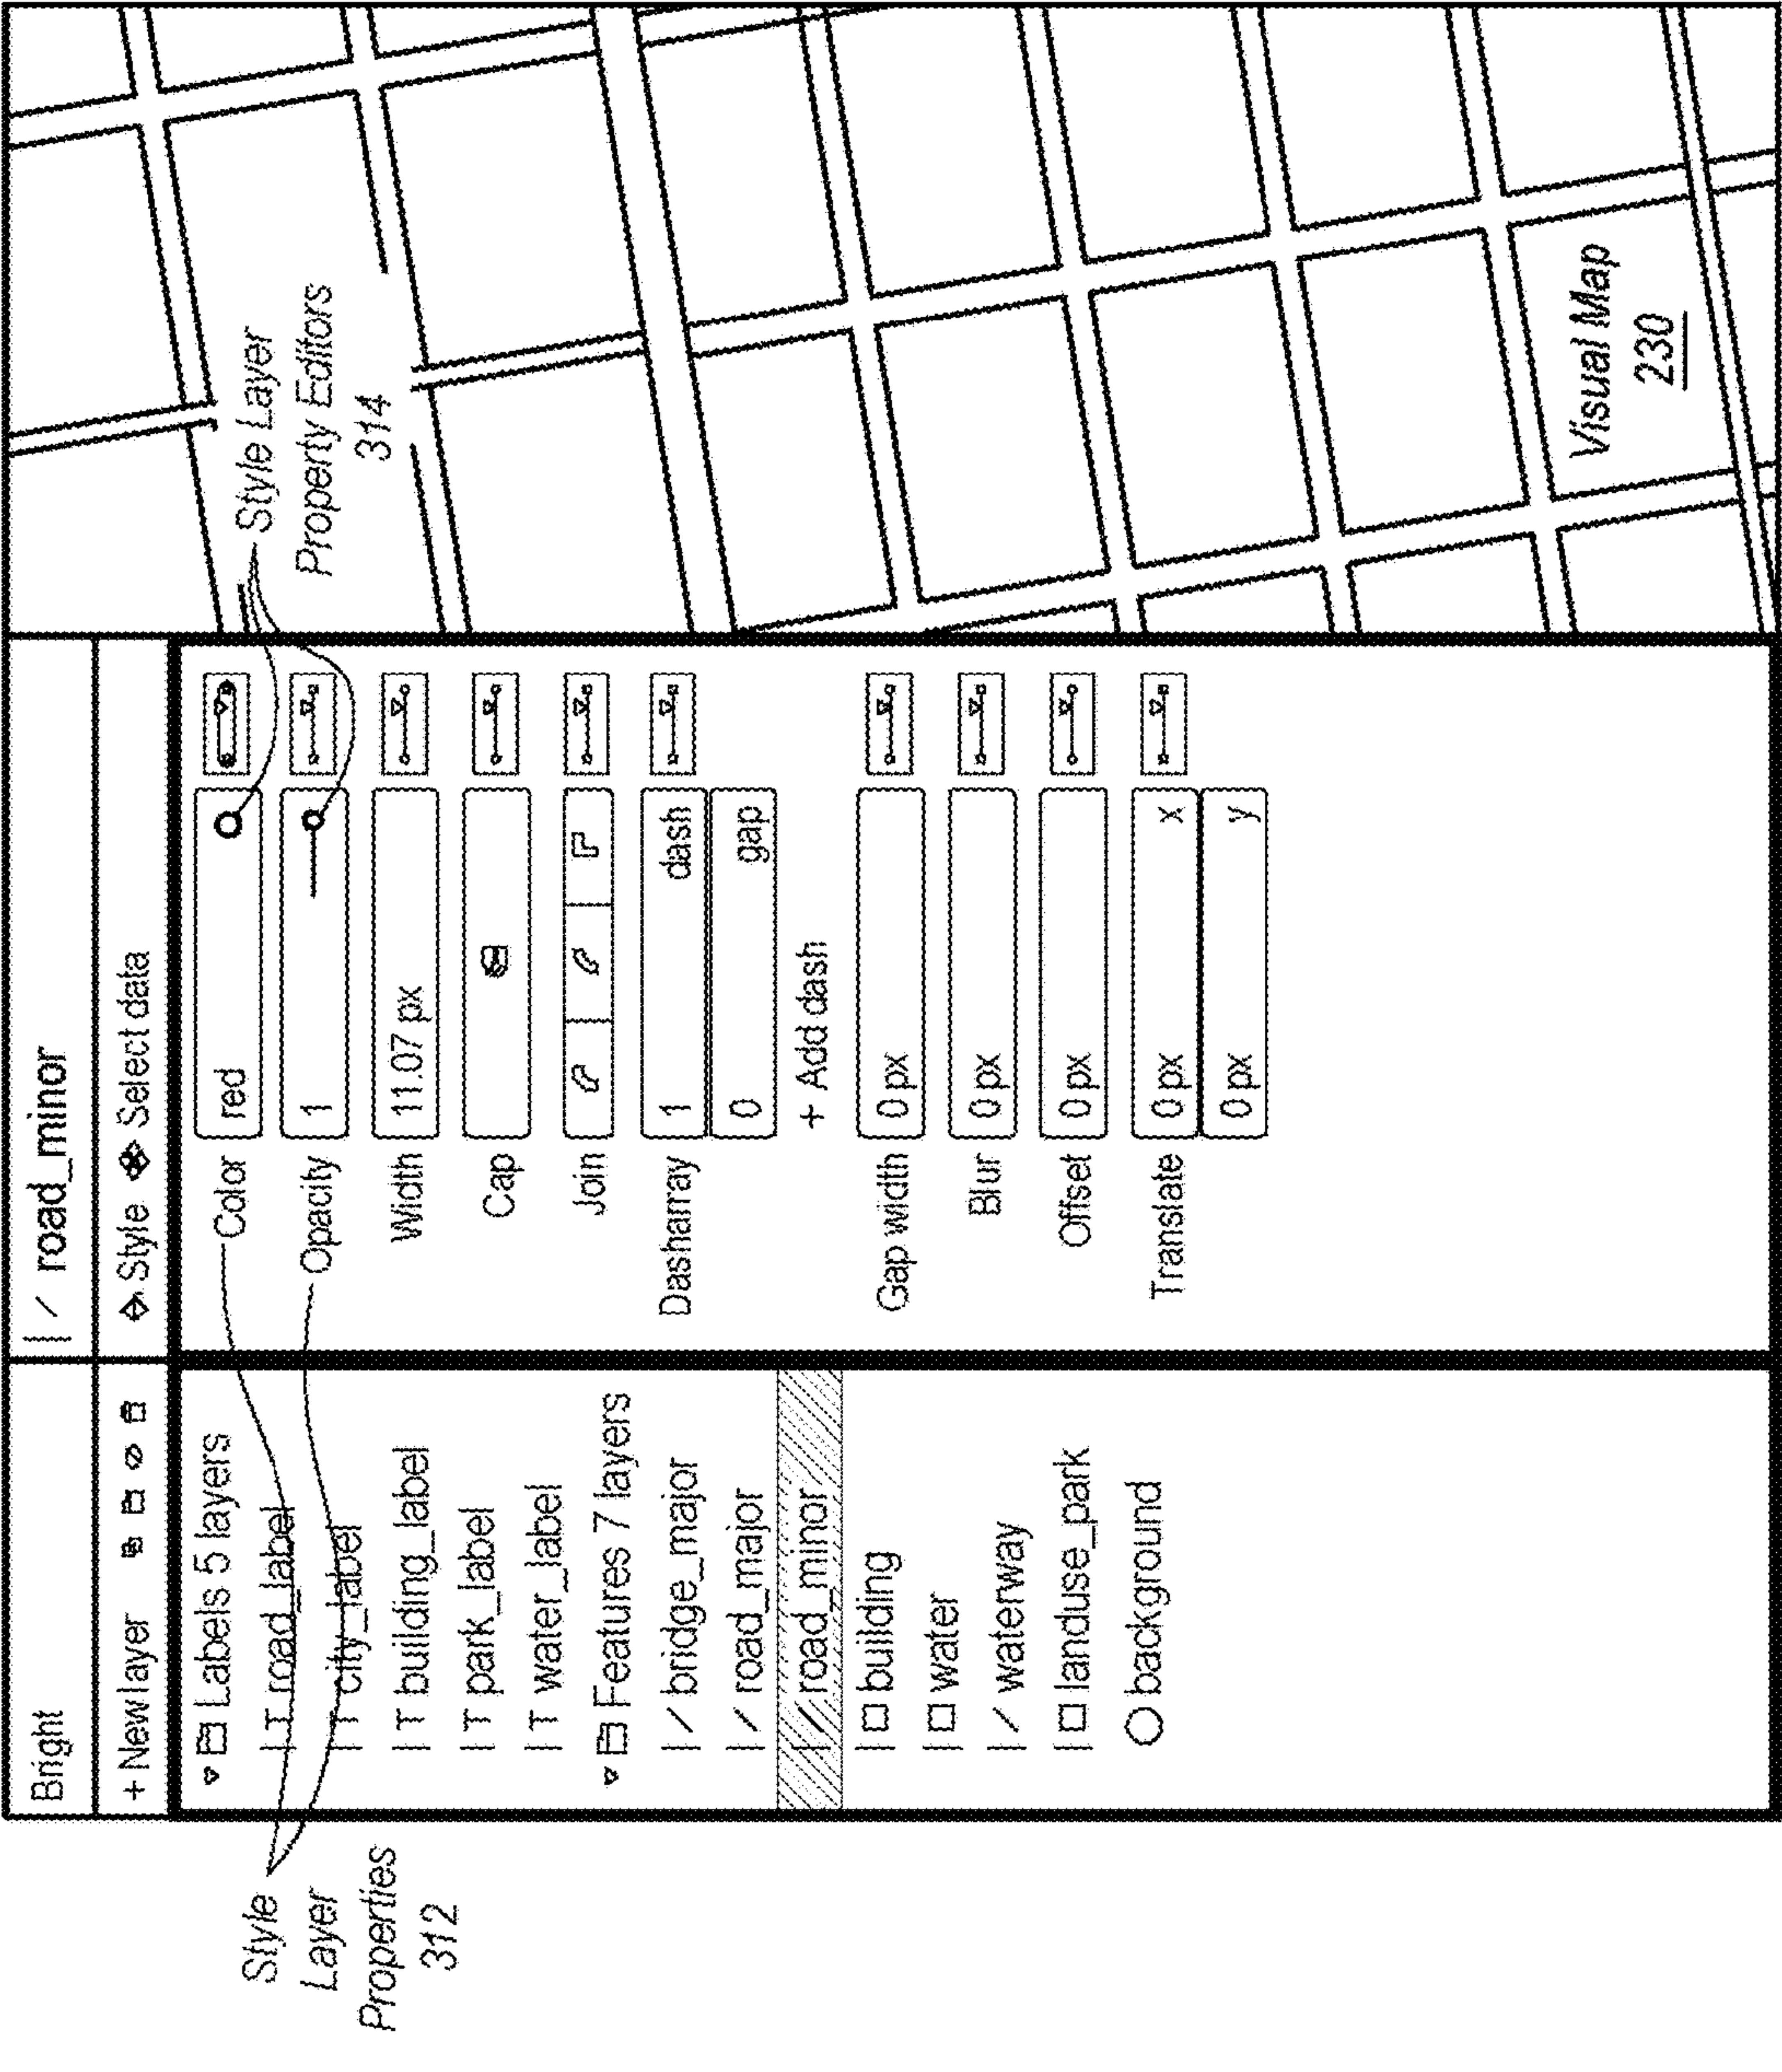 Bright
+ New layer
Labels 5 layers
T road_label
T city_label
T building_label
T park_label
T water_label
Features 7 layers
bridge_major
road_major
road_minor
building
water
waterway
landuse_park
background
road_minor
Style Select data
Color red
Opacity 1
Width 11.07 px
Cap
Join
Dasharray 1 dash
0 gap
+ Add dash
Gap width 0 px
Blur 0 px
Offset 0 px
Translate 0 px x
0 px y
Style Layer
Property Editors
314
Visual Map
230
Style
Layer
Properties
312